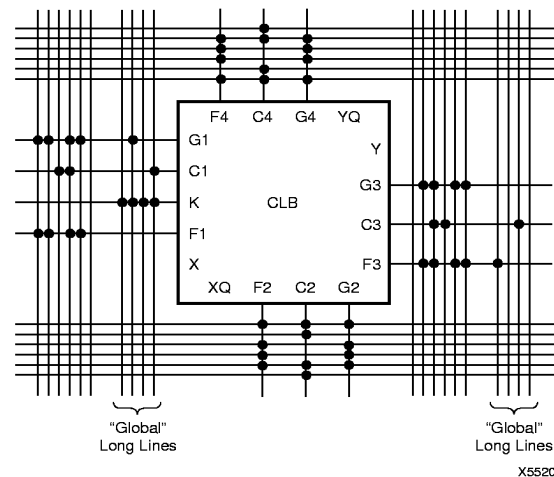 F4 C4 G4 YQ
G1 Y
C1 G3
K CLB
C3
F1
X F3
XQ F2 C2 G2
“Global”
Long Lines
“Global”
Long Lines
X5520